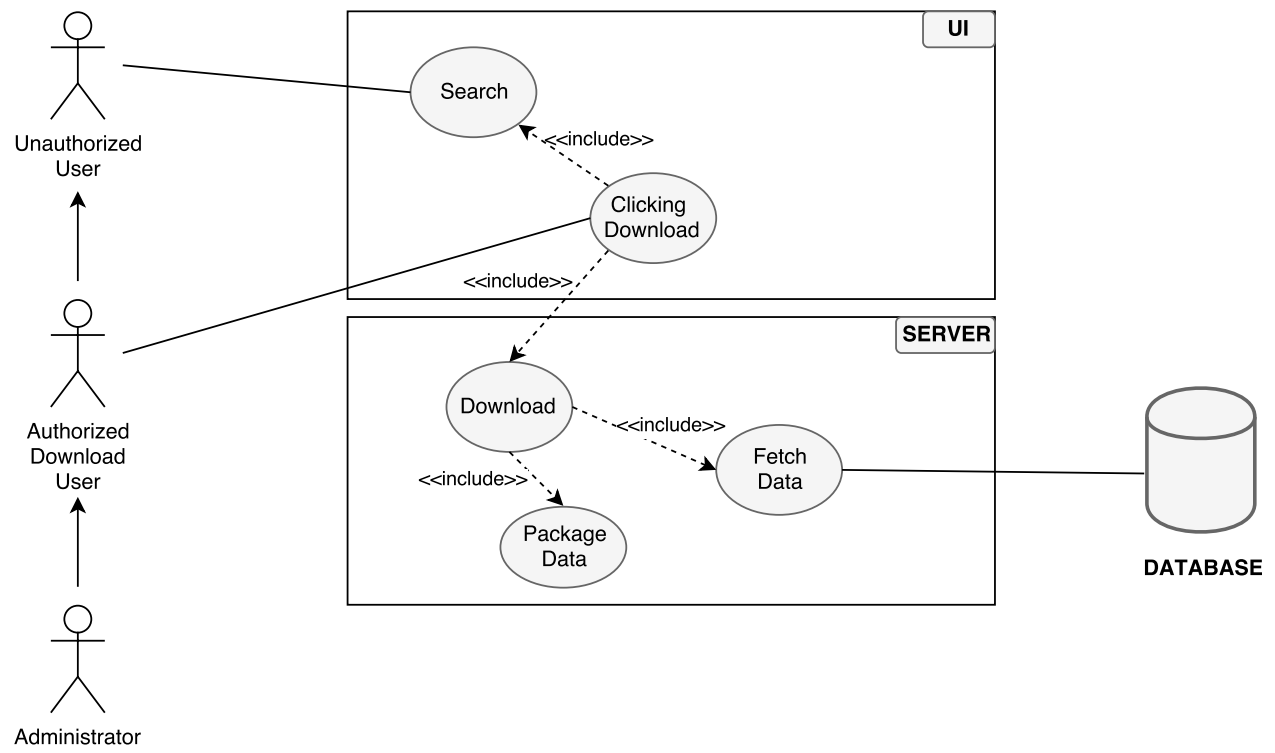 UI
Search
Unauthorized
User
<<include>>
Clicking
Download
<<include>>
SERVER
Authorized
Download
User
Download
<<include>>
Fetch
Data
<<include>>
Package
Data
DATABASE
Administrator